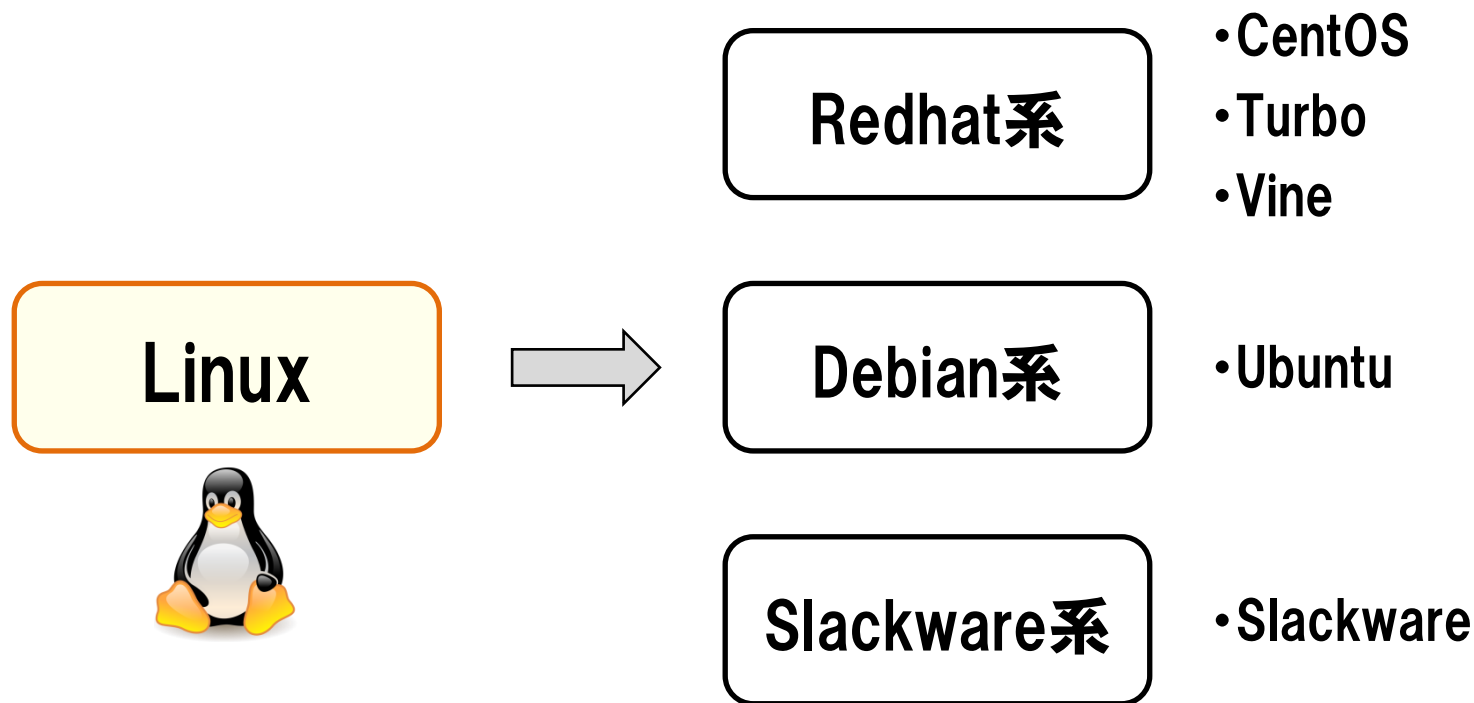 Linux
Redhat系
・CentOS
・Turbo
・Vine
Debian系
・Ubuntu
Slackware系
・Slackware